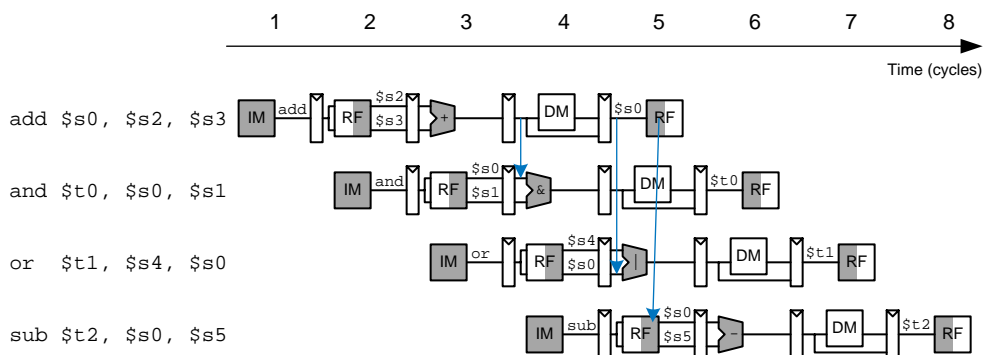 1 2 3 4 5 6 7 8
Time (cycles)
add $s0, $s2, $s3 IM add RF $s2 $s3 + DM $s0 RF
and $t0, $s0, $s1 IM and RF $s0 $s1 & DM $t0 RF
or $t1, $s4, $s0 IM or RF $s4 $s0 | DM $t1 RF
sub $t2, $s0, $s5 IM sub RF $s0 $s5 - DM $t2 RF